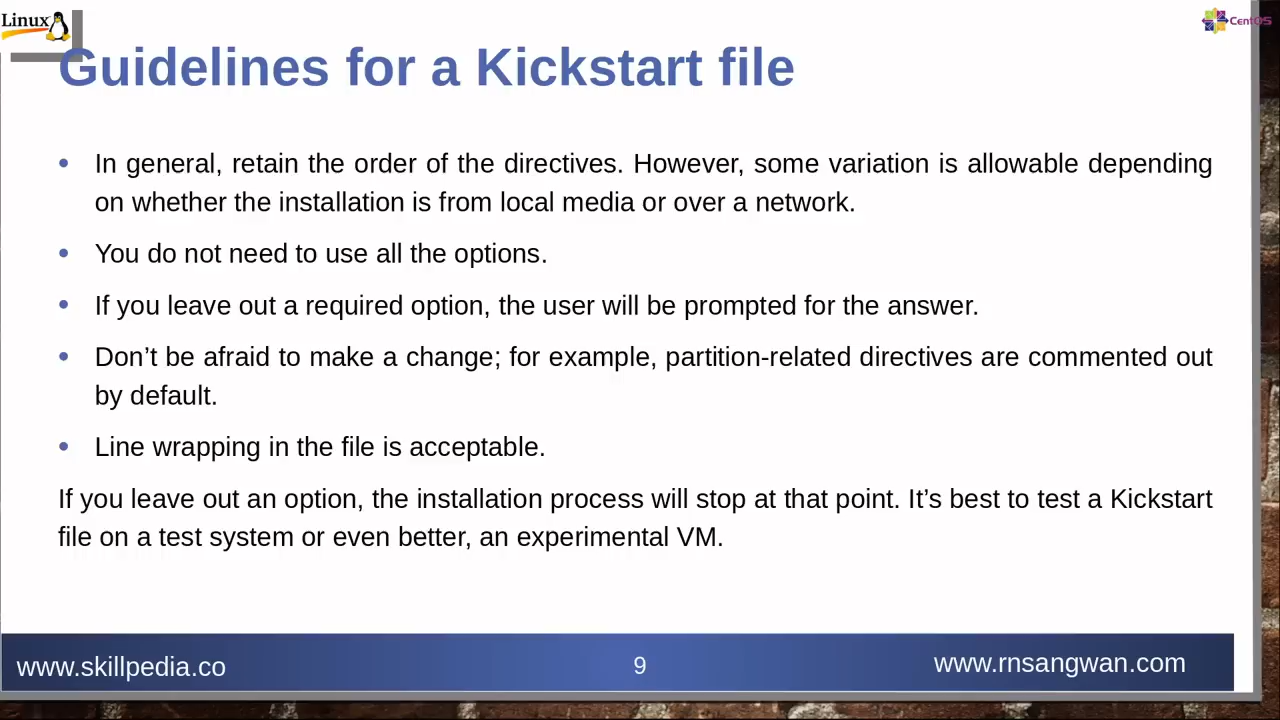 Linux
CentOS
Guidelines for a Kickstart file
• In general, retain the order of the directives. However, some variation is allowable depending
on whether the installation is from local media or over a network.
• You do not need to use all the options.
• If you leave out a required option, the user will be prompted for the answer.
• Don’t be afraid to make a change; for example, partition-related directives are commented out
by default.
• Line wrapping in the file is acceptable.
If you leave out an option, the installation process will stop at that point. It’s best to test a Kickstart
file on a test system or even better, an experimental VM.
www.skillpedia.co
9
www.rnsangwan.com